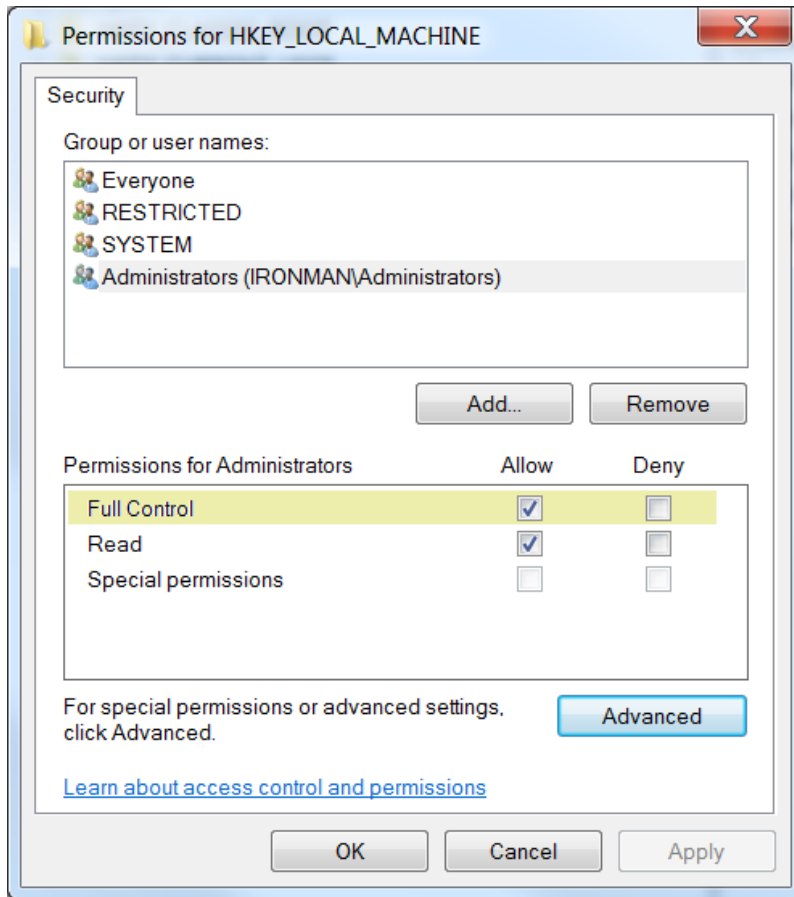 Permissions for HKEY_LOCAL_MACHINE
Security
Group or user names:
Everyone
RESTRICTED
SYSTEM
Administrators (IRONMAN\Administrators)
Add...
Remove
Permissions for Administrators Allow Deny
Full Control
Read
Special permissions
For special permissions or advanced settings,
click Advanced.
Advanced
Learn about access control and permissions
OK
Cancel
Apply